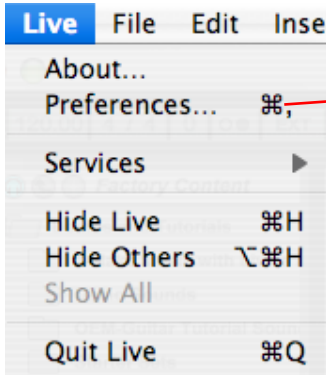 Live File Edit Inse
About...
Preferences... ⌘,
Services
Hide Live ⌘H
Hide Others ⌥⌘H
Show All
Quit Live ⌘Q